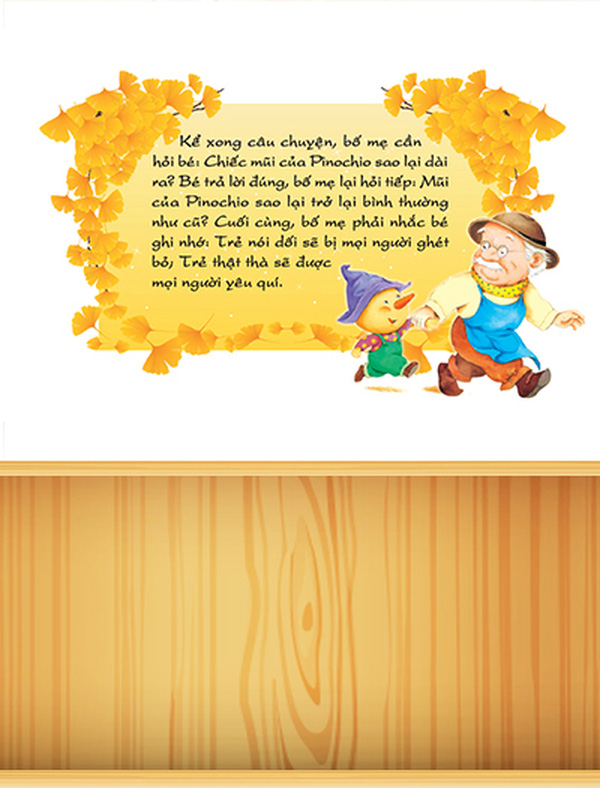 Kể xong câu chuyện, bố mẹ cần
hỏi bé: Chiếc mũi của Pinochio sao lại dài
ra? Bé trả lời đúng, bố mẹ lại hỏi tiếp: Mũi
của Pinochio sao lại trở lại bình thường
như cũ? Cuối cùng, bố mẹ phải nhắc bé
ghi nhớ: Trẻ nói dối sẽ bị mọi người ghét
bỏ; Trẻ thật thà sẽ được
mọi người yêu quí.